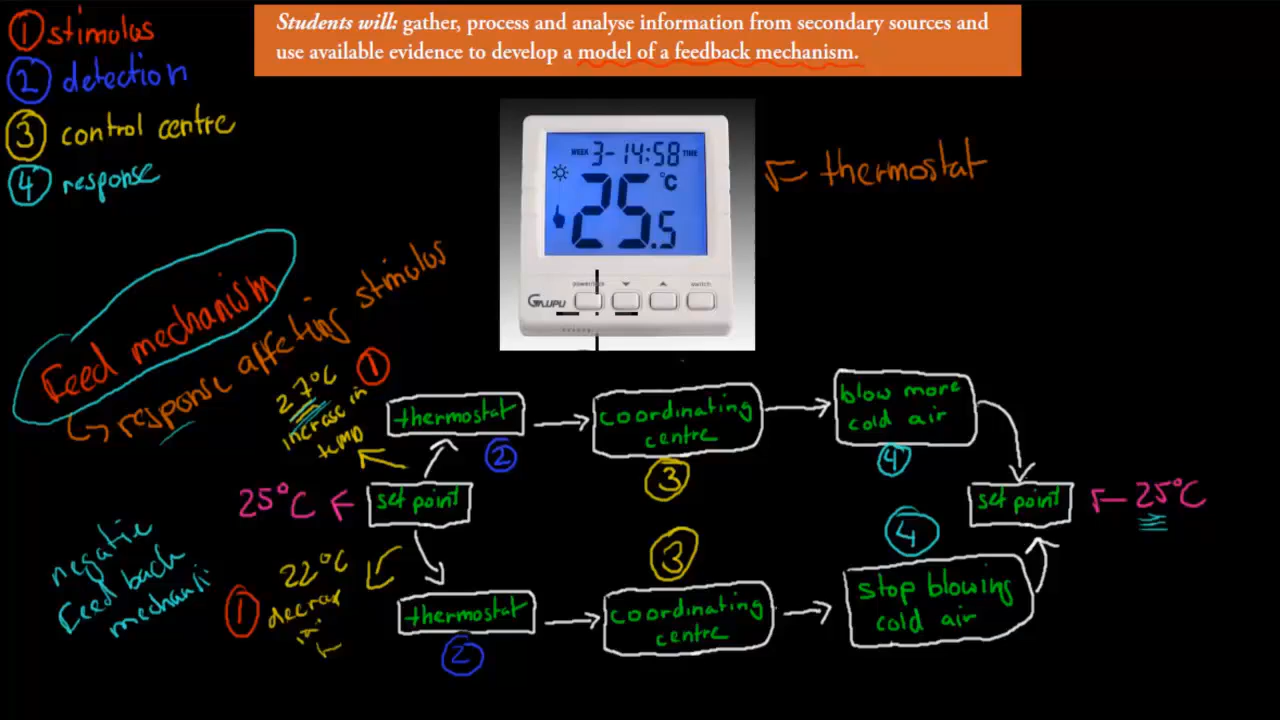 Students will: gather, process and analyse information from secondary sources and
use available evidence to develop a model of a feedback mechanism.
1 stimulus
2 detection
3 control centre
4 response
WEEK 3-14:58 TIME
25.5 °C
switch
GALUPU
thermostat
Feed mechanism
response affeting stimulus
27°C 1
increase in
temp
thermostat
2
coordinating
centre
3
blow more
cold air
4
25°C
set point
set point
25°C
negative
Feed back
mechani
22°C
1
decrease
in
thermostat
2
3
coordinating
centre
4
stop blowing
cold air